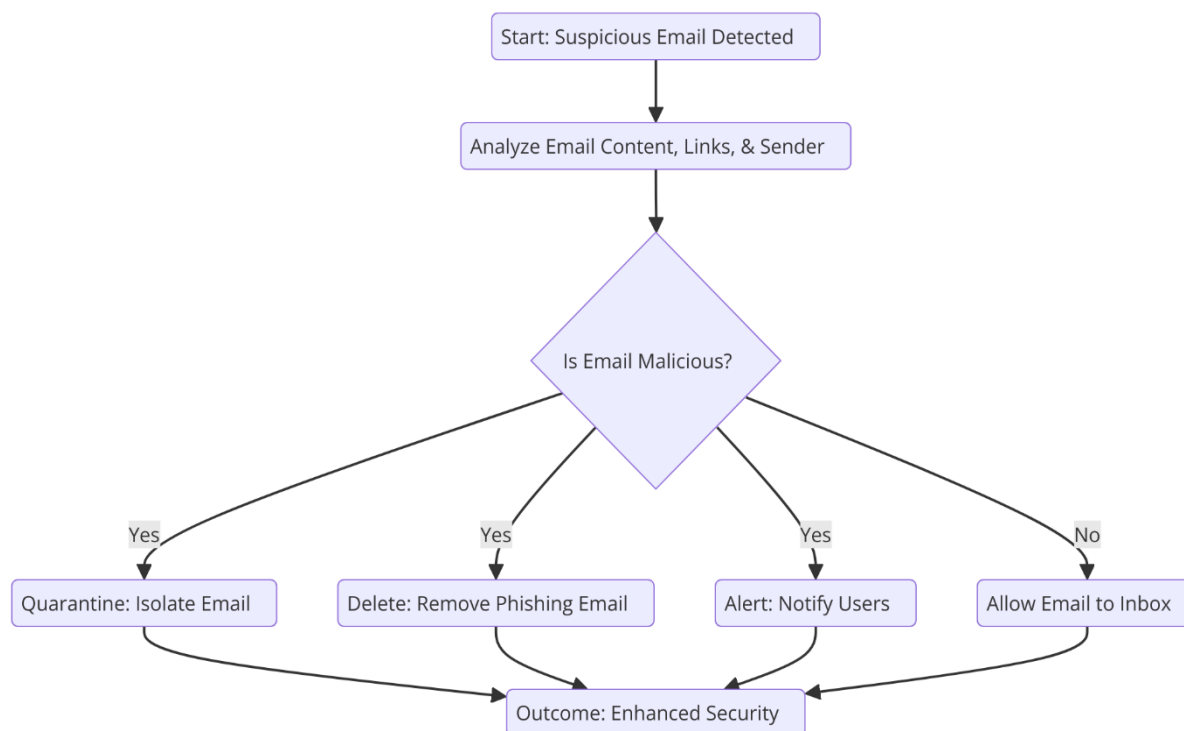 Start: Suspicious Email Detected
Analyze Email Content, Links, & Sender
Is Email Malicious?
Yes
Yes
Yes
No
Quarantine: Isolate Email
Delete: Remove Phishing Email
Alert: Notify Users
Allow Email to Inbox
Outcome: Enhanced Security